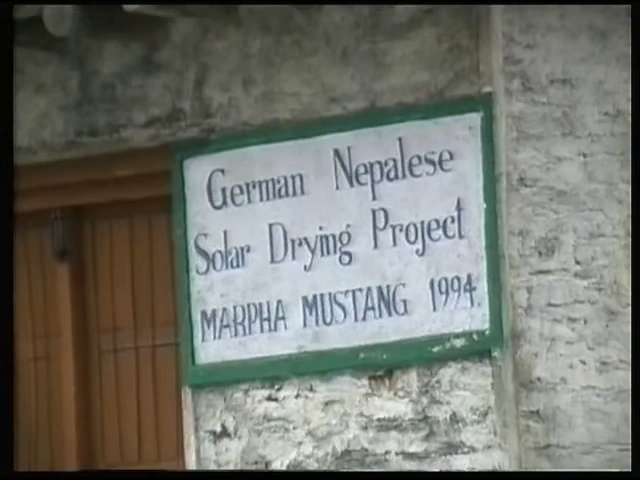 German Nepalese
Solar Drying Project
MARPHA MUSTANG 1994.